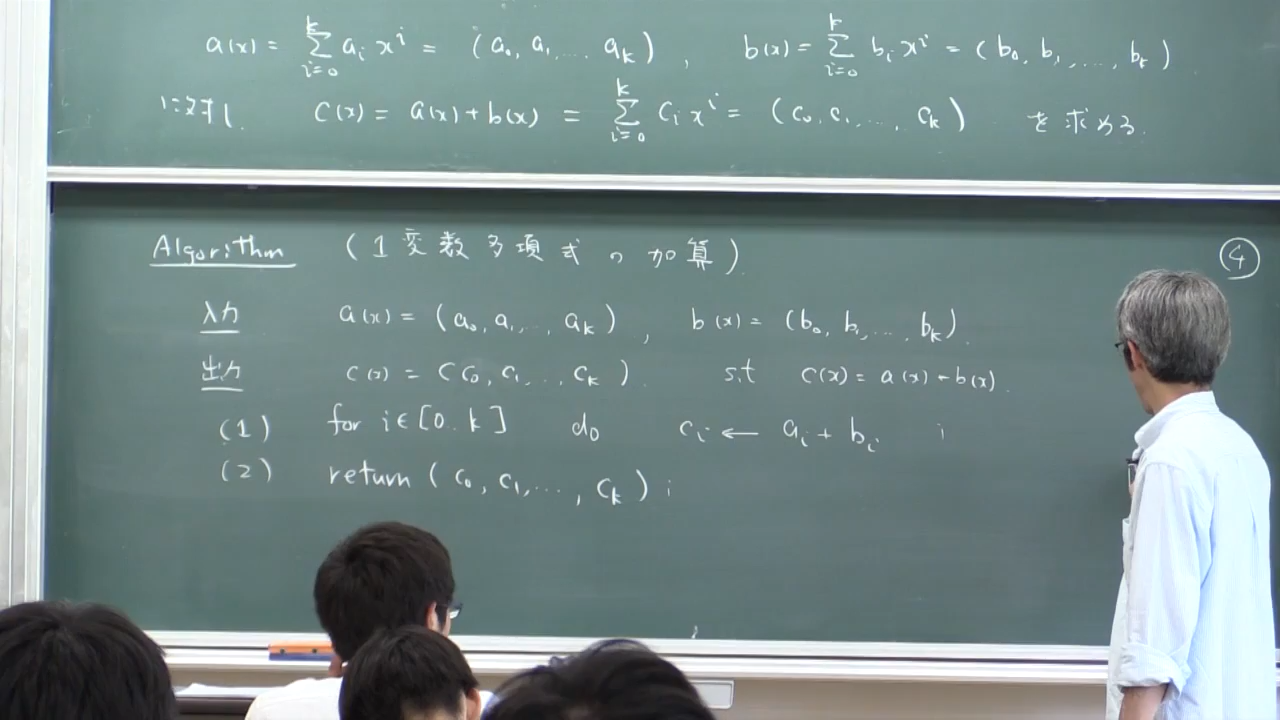 a(x) = Σ_{i=0}^{k} a_i x^i = (a_0, a_1, ... a_k) , b(x) = Σ_{i=0}^{k} b_i x^i = (b_0, b_1, ..., b_k)
に対し. c(x) = a(x) + b(x) = Σ_{i=0}^{k} c_i x^i = (c_0, c_1, ..., c_k) を求める.
Algorithm (1変数多項式の加算) ④
入力 a(x) = (a_0, a_1, ..., a_k) , b(x) = (b_0, b_1, ..., b_k).
出力 c(x) = (c_0, c_1, ..., c_k). s.t c(x) = a(x) + b(x).
(1) for i ∈ [0..k] do c_i ← a_i + b_i ;
(2) return (c_0, c_1, ..., c_k) ;